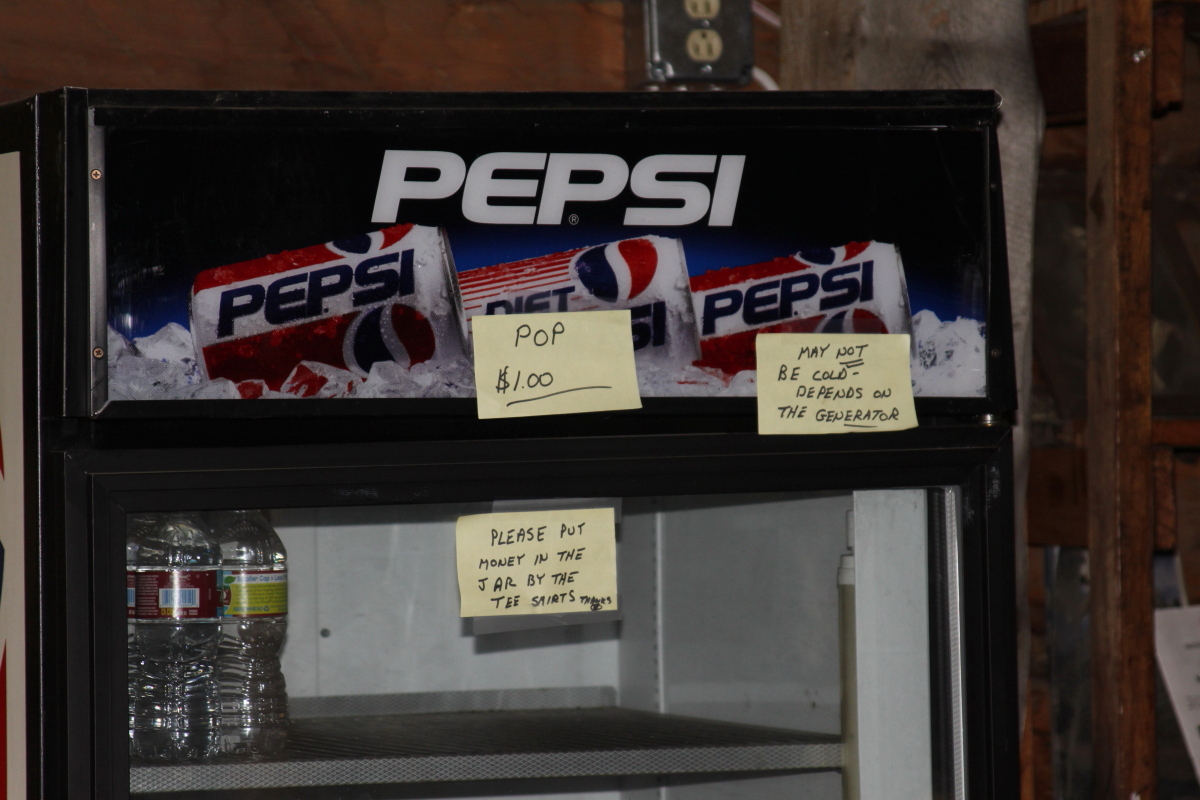 PEPSI®
PEPSI
DIET
PEPSI
POP
$1.00
MAY NOT
BE COLD-
DEPENDS ON
THE GENERATOR
PLEASE PUT
MONEY IN THE
JAR BY THE
TEE SHIRTS THANKS